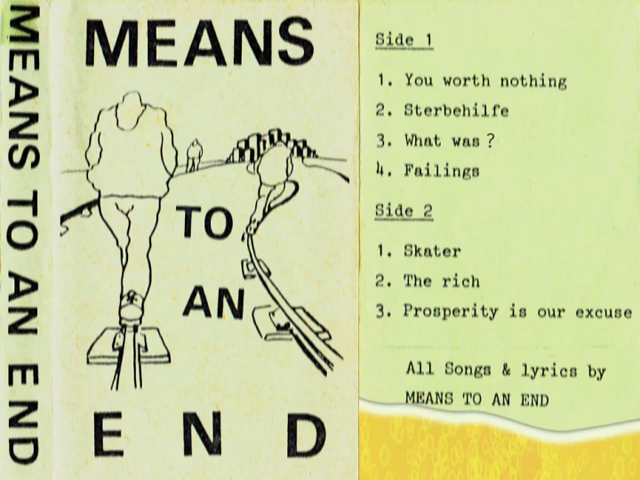 MEANS TO AN END
MEANS
TO
AN
END
Side 1
1. You worth nothing
2. Sterbehilfe
3. What was ?
4. Failings
Side 2
1. Skater
2. The rich
3. Prosperity is our excuse
All Songs & lyrics by
MEANS TO AN END